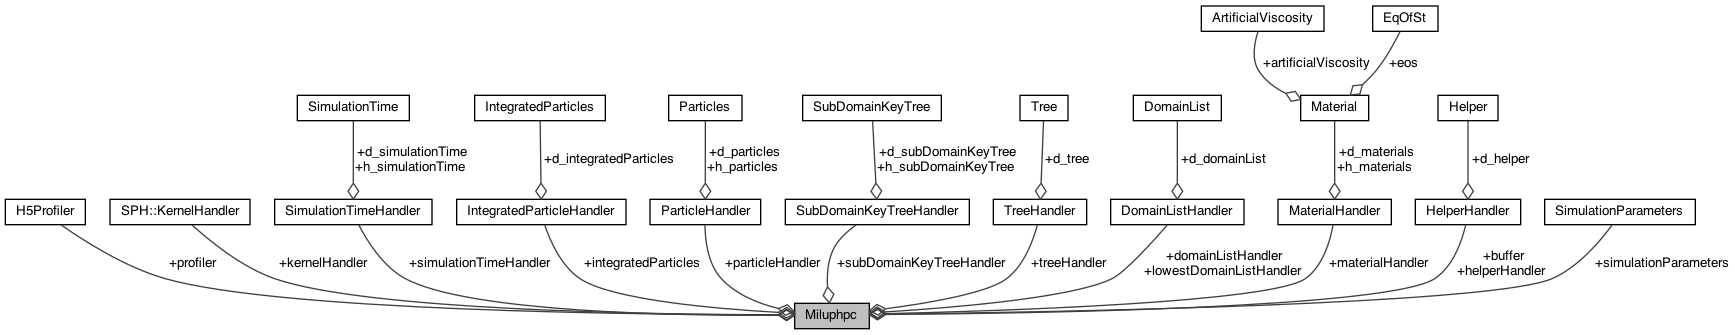 ArtificialViscosity
EqOfSt
+artificialViscosity
+eos
SimulationTime
IntegratedParticles
Particles
SubDomainKeyTree
Tree
DomainList
Material
Helper
+d_simulationTime
+h_simulationTime
+d_integratedParticles
+d_particles
+h_particles
+d_subDomainKeyTree
+h_subDomainKeyTree
+d_tree
+d_domainList
+d_materials
+h_materials
+d_helper
H5Profiler
SPH::KernelHandler
SimulationTimeHandler
IntegratedParticleHandler
ParticleHandler
SubDomainKeyTreeHandler
TreeHandler
DomainListHandler
MaterialHandler
HelperHandler
SimulationParameters
+profiler
+kernelHandler
+simulationTimeHandler
+integratedParticles
+particleHandler
+subDomainKeyTreeHandler
+treeHandler
+domainListHandler
+lowestDomainListHandler
+materialHandler
+buffer
+helperHandler
+simulationParameters
Miluphpc